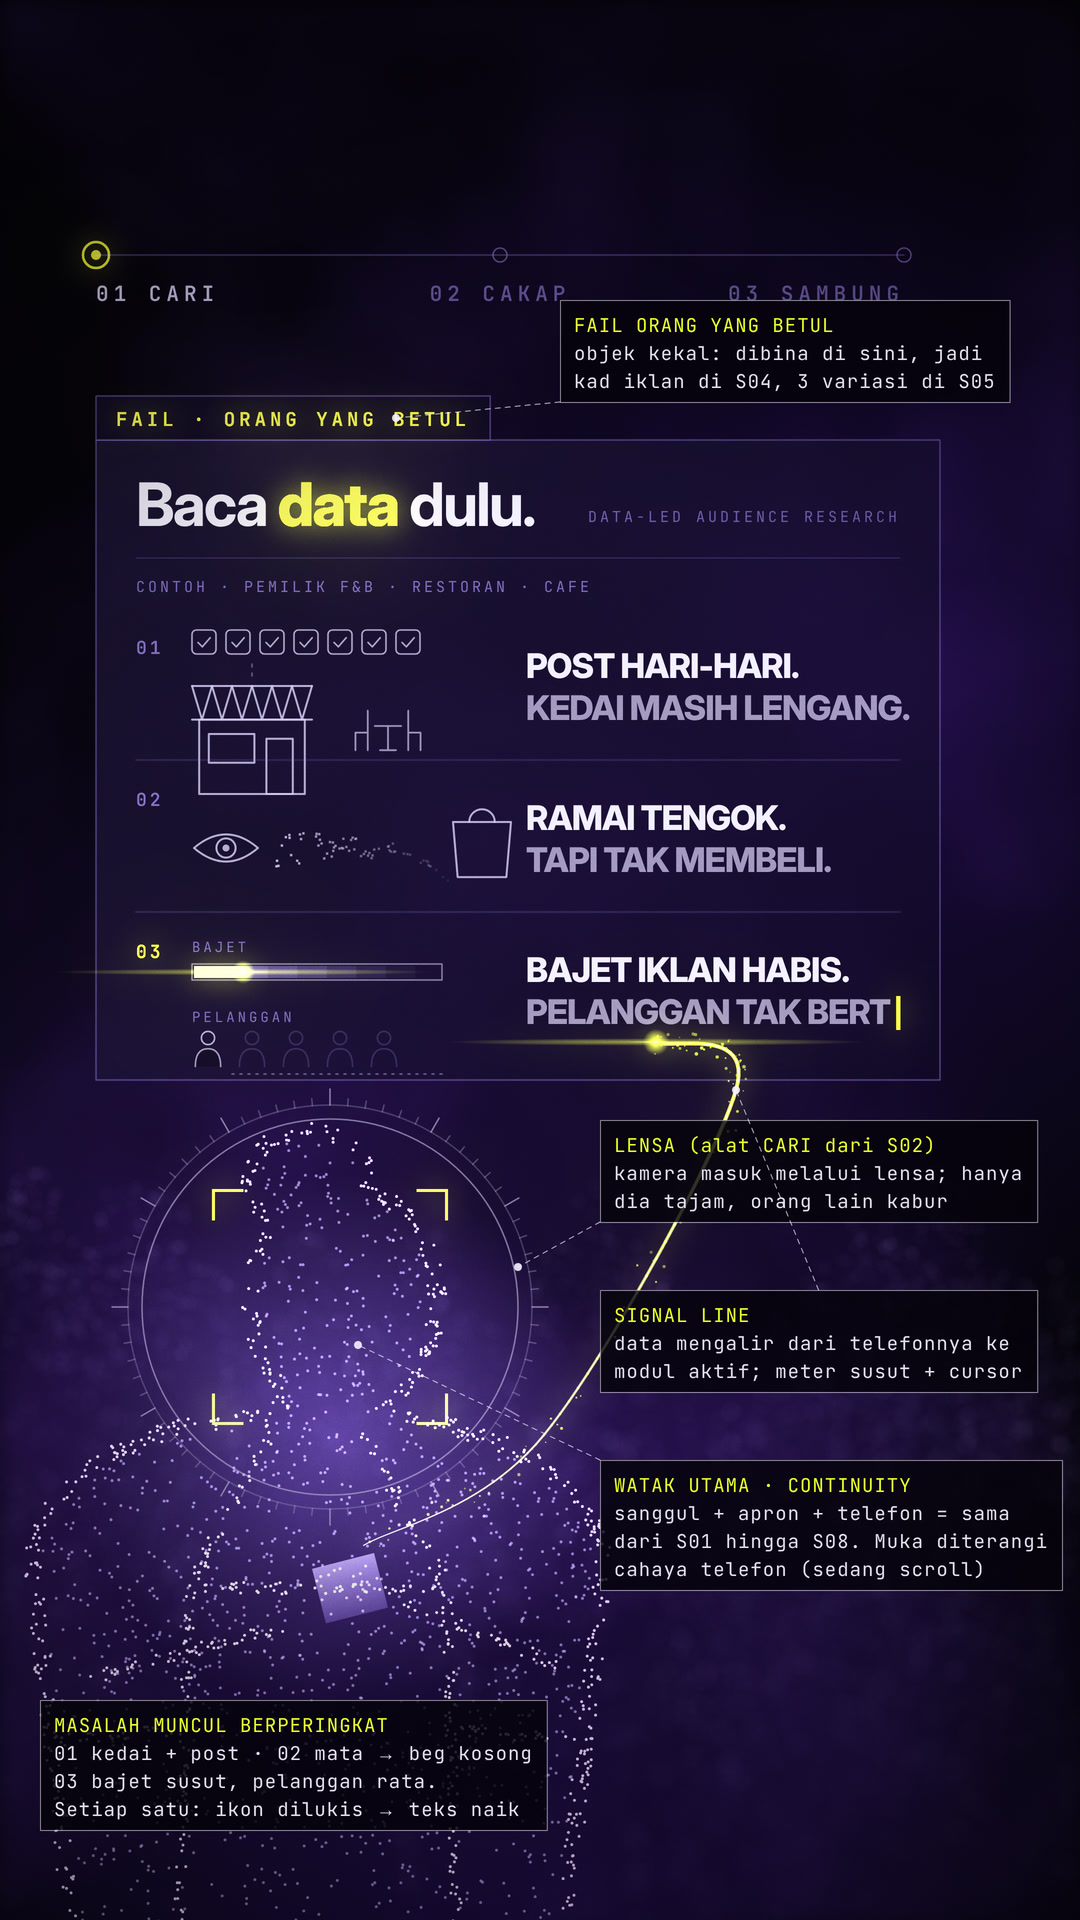 01 CARI
02 CAKAP
03 SAMBUNG
FAIL ORANG YANG BETUL
objek kekal: dibina di sini, jadi
kad iklan di S04, 3 variasi di S05
FAIL · ORANG YANG BETUL
Baca data dulu.
DATA-LED AUDIENCE RESEARCH
CONTOH · PEMILIK F&B · RESTORAN · CAFE
01
POST HARI-HARI.
KEDAI MASIH LENGANG.
02
RAMAI TENGOK.
TAPI TAK MEMBELI.
03
BAJET
BAJET IKLAN HABIS.
PELANGGAN TAK BERT
PELANGGAN
LENSA (alat CARI dari S02)
kamera masuk melalui lensa; hanya
dia tajam, orang lain kabur
SIGNAL LINE
data mengalir dari telefonnya ke
modul aktif; meter susut + cursor
WATAK UTAMA · CONTINUITY
sanggul + apron + telefon = sama
dari S01 hingga S08. Muka diterangi
cahaya telefon (sedang scroll)
MASALAH MUNCUL BERPERINGKAT
01 kedai + post · 02 mata → beg kosong
03 bajet susut, pelanggan rata.
Setiap satu: ikon dilukis → teks naik